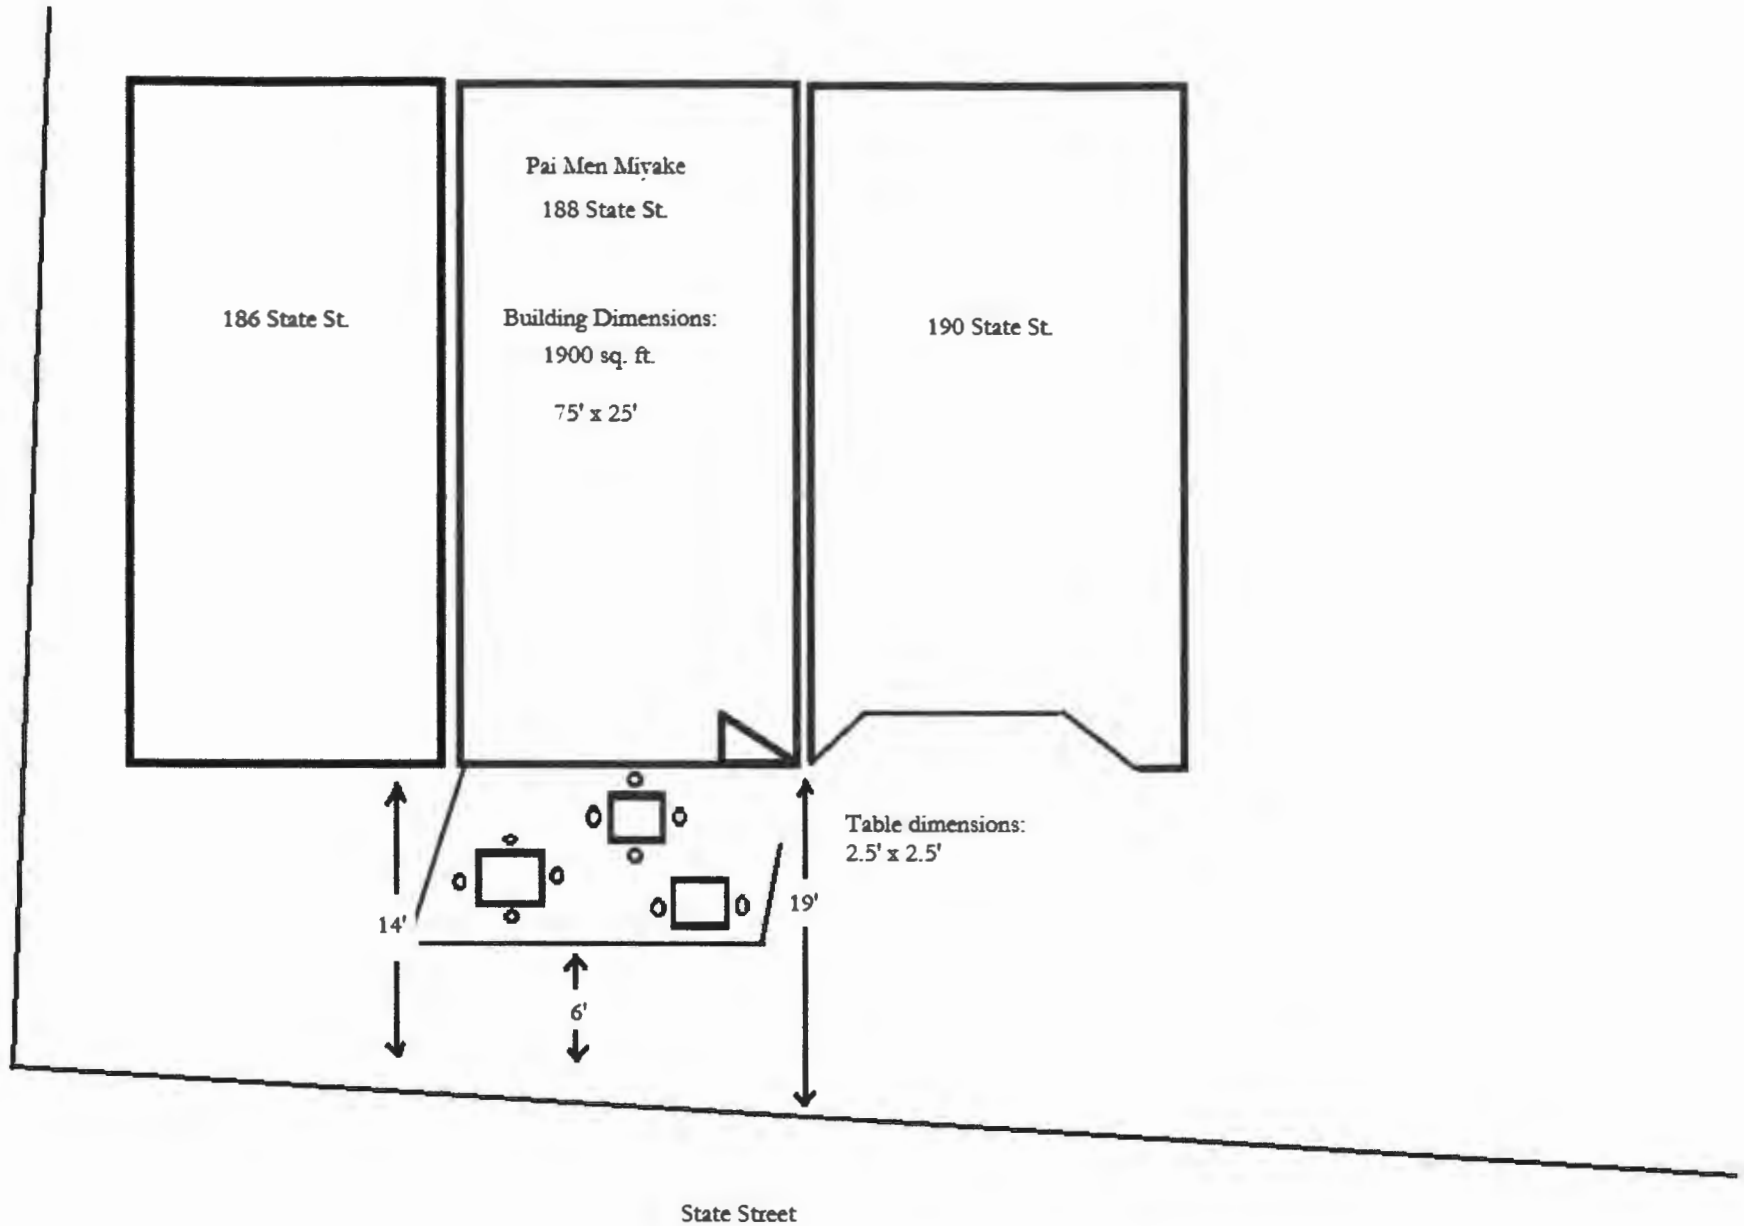 Pai Men Miyake
188 State St.
186 State St.
Building Dimensions:
1900 sq. ft.
75' x 25'
190 State St.
Table dimensions:
2.5' x 2.5'
14'
19'
6'
State Street